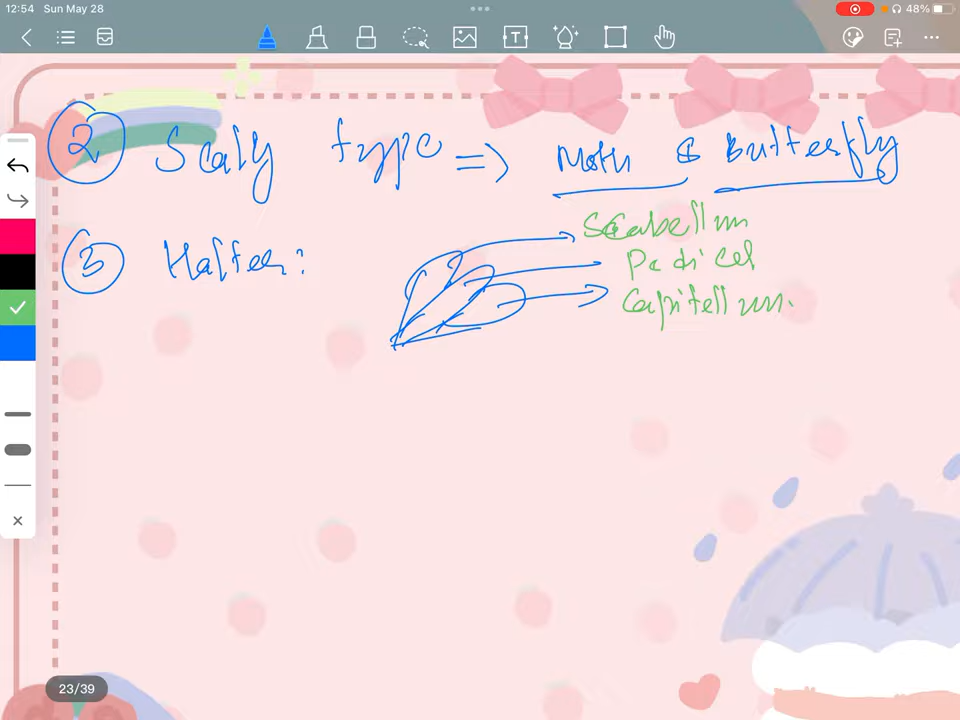 12:54 Sun May 28
48%
② Scaly type => Moth & Butterfly
③ Halter:
Scabellum
Pedicel
Capitellum.
23/39